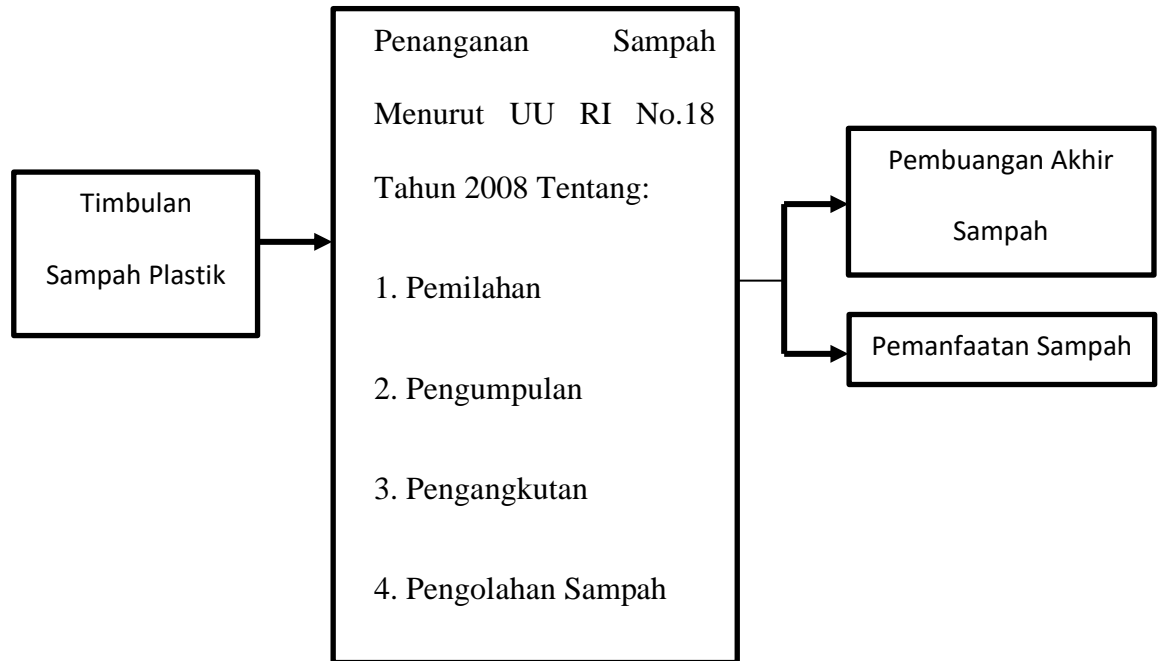 Timbulan
Sampah Plastik
Penanganan Sampah
Menurut UU RI No.18
Tahun 2008 Tentang:
1. Pemilahan
2. Pengumpulan
3. Pengangkutan
4. Pengolahan Sampah
Pembuangan Akhir
Sampah
Pemanfaatan Sampah